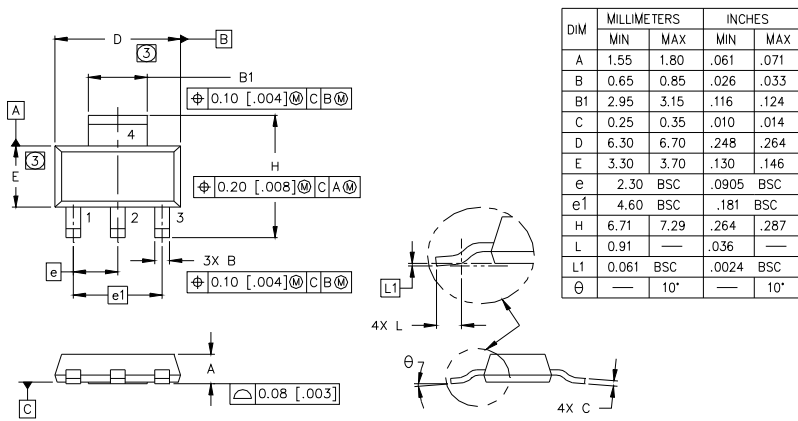 D
B
3
B1
⌖ 0.10 [.004]Ⓜ C BⓂ
A
4
3
E
H
⌖ 0.20 [.008]Ⓜ C AⓂ
1 2 3
3X B
e
⌖ 0.10 [.004]Ⓜ C BⓂ
e1
L1
4X L
A
C
⌓ 0.08 [.003]
θ
4X C
DIM MILLIMETERS INCHES
MIN MAX MIN MAX
A 1.55 1.80 .061 .071
B 0.65 0.85 .026 .033
B1 2.95 3.15 .116 .124
C 0.25 0.35 .010 .014
D 6.30 6.70 .248 .264
E 3.30 3.70 .130 .146
e 2.30 BSC .0905 BSC
e1 4.60 BSC .181 BSC
H 6.71 7.29 .264 .287
L 0.91 — .036 —
L1 0.061 BSC .0024 BSC
θ — 10° — 10°